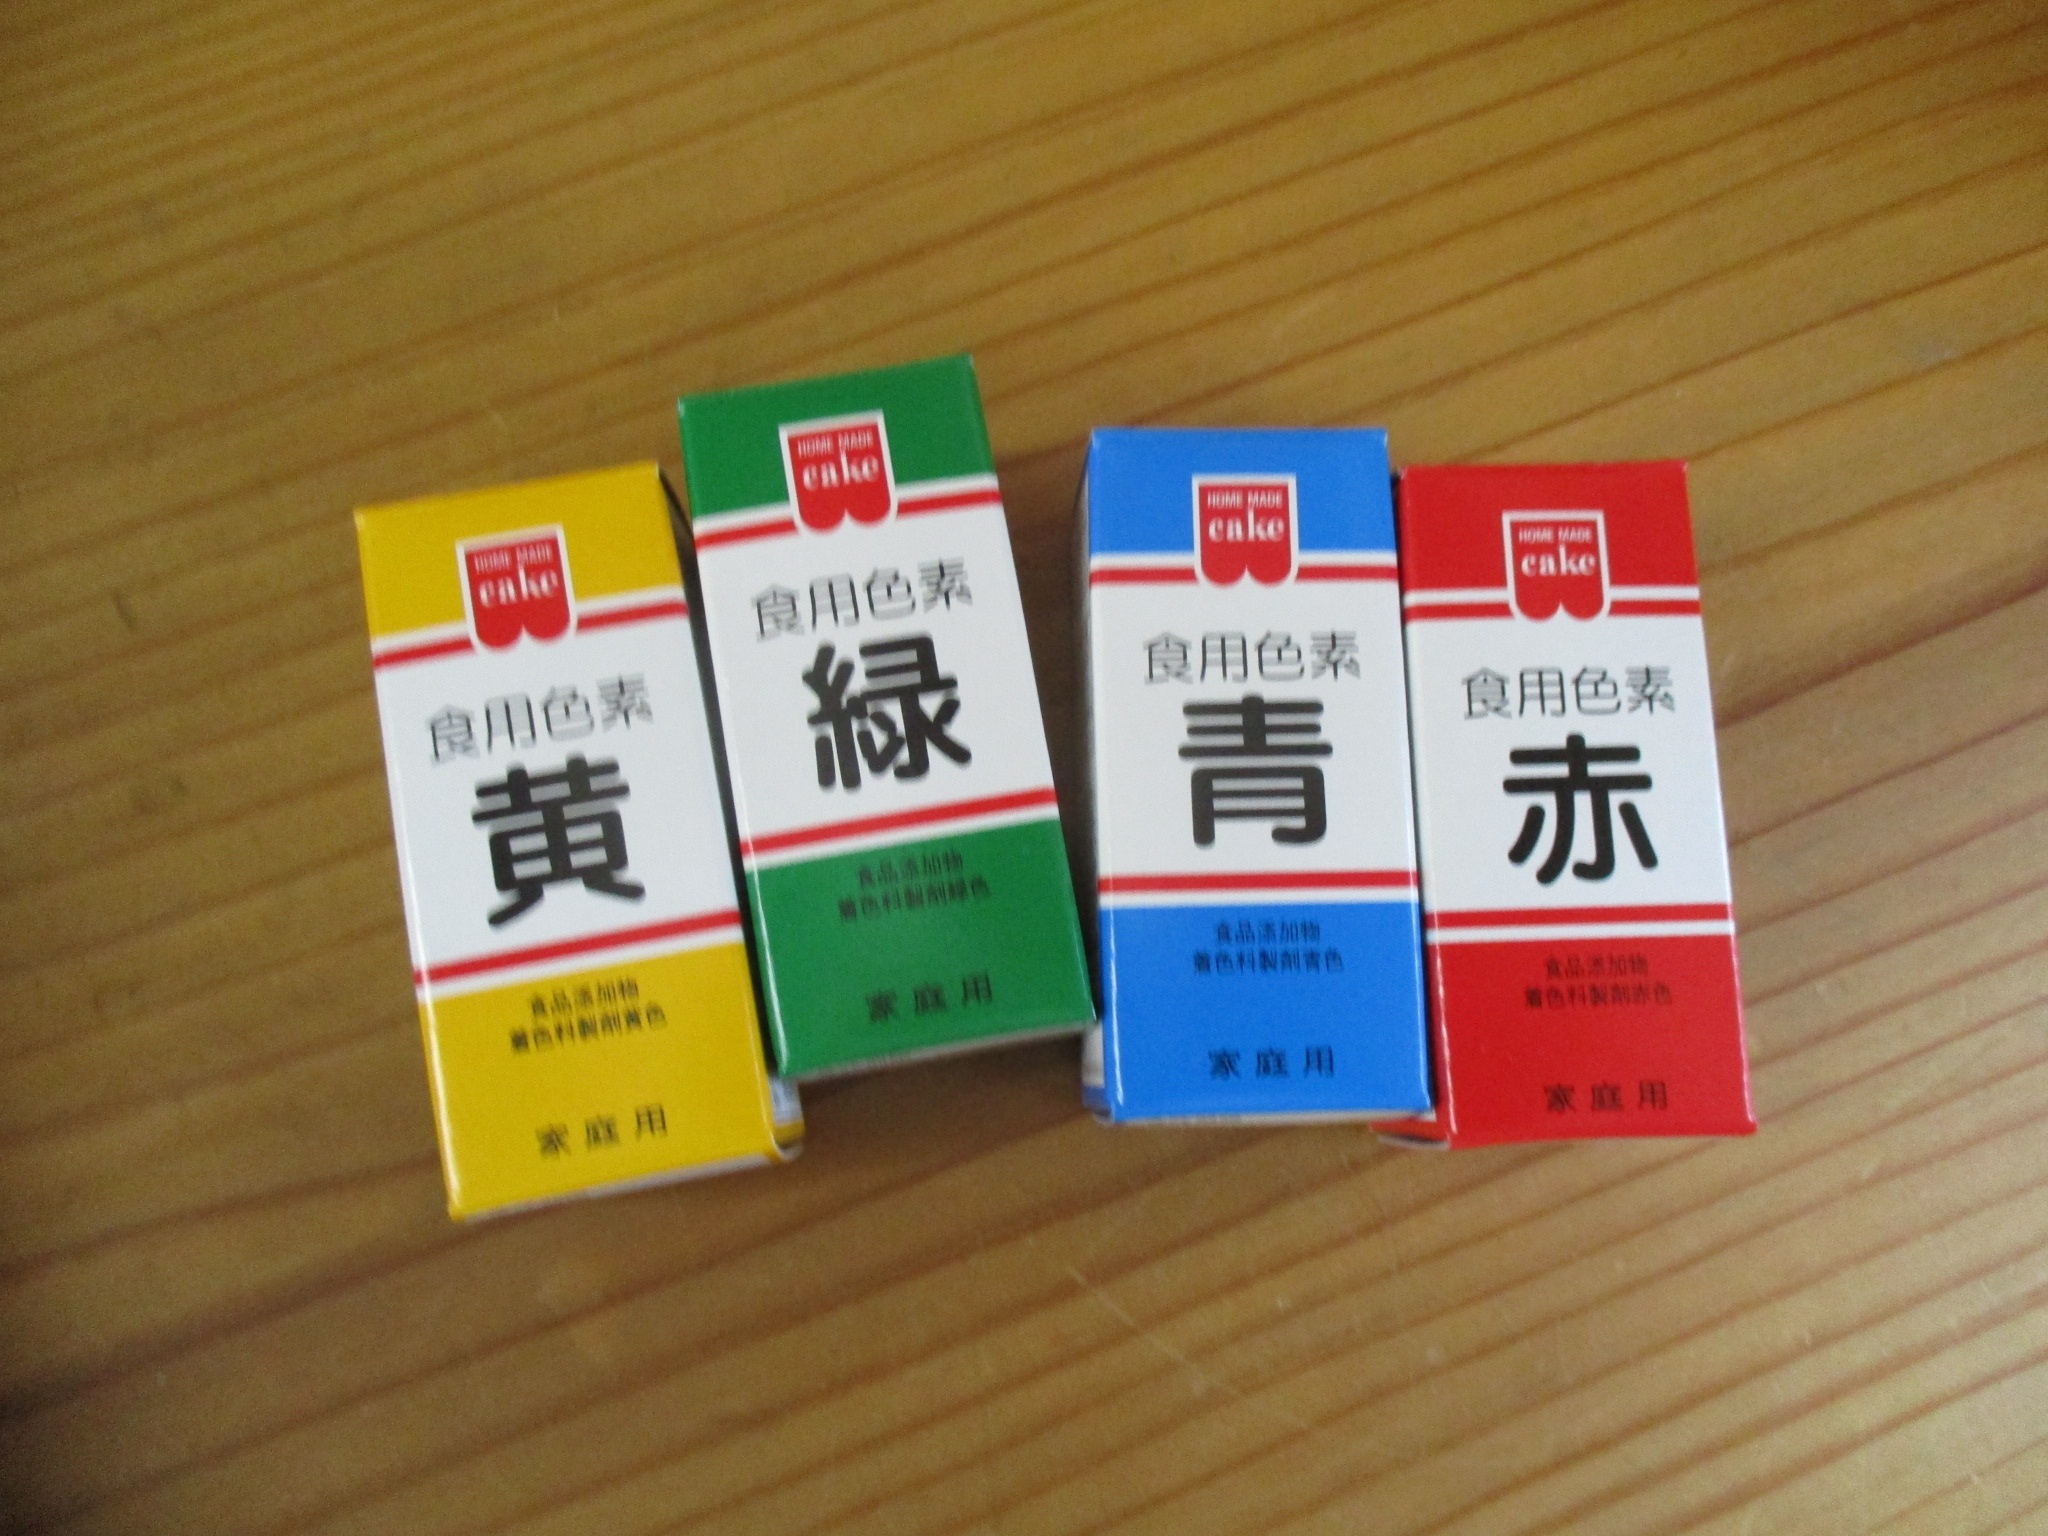 HOME MADE
cake
食用色素
黄
食品添加物
着色料製剤黄色
家庭用
HOME MADE
cake
食用色素
緑
食品添加物
着色料製剤緑色
家庭用
HOME MADE
cake
食用色素
青
食品添加物
着色料製剤青色
家庭用
HOME MADE
cake
食用色素
赤
食品添加物
着色料製剤赤色
家庭用